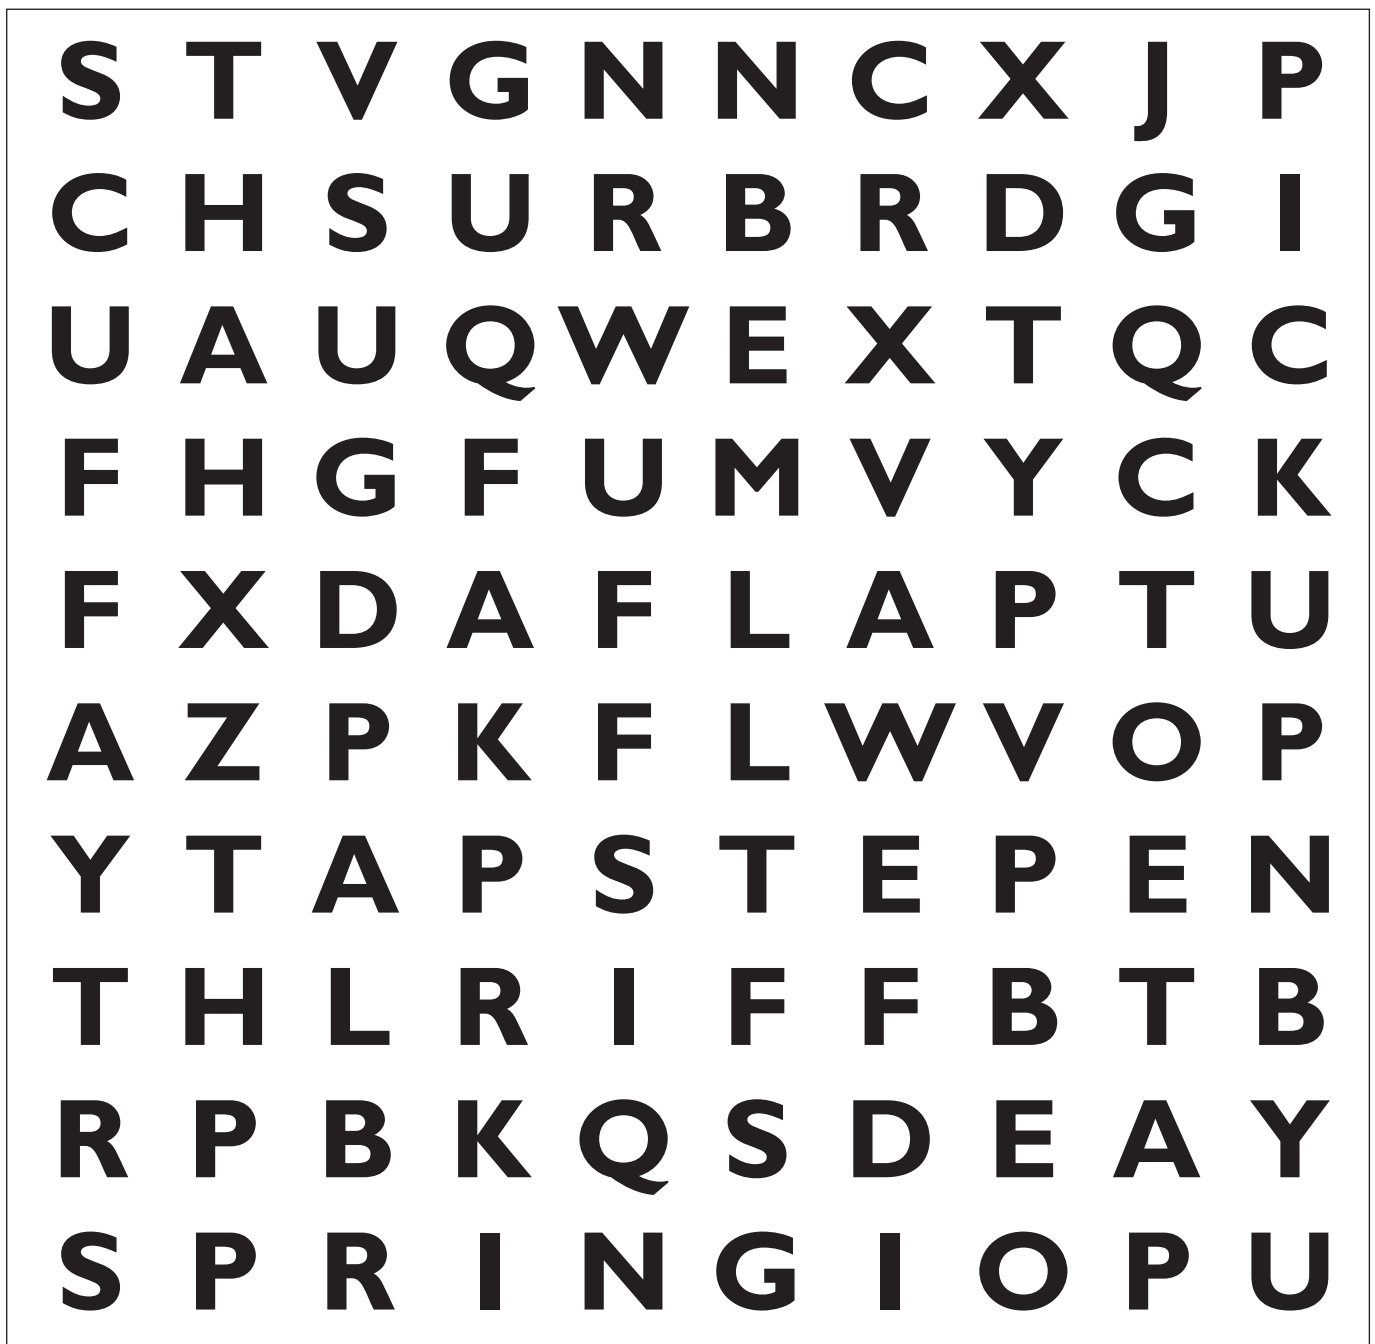 S T V G N N C X J P
C H S U R B R D G I
U A U Q W E X T Q C
F H G F U M V Y C K
F X D A F L A P T U
A Z P K F L W V O P
Y T A P S T E P E N
T H L R I F F B T B
R P B K Q S D E A Y
S P R I N G I O P U